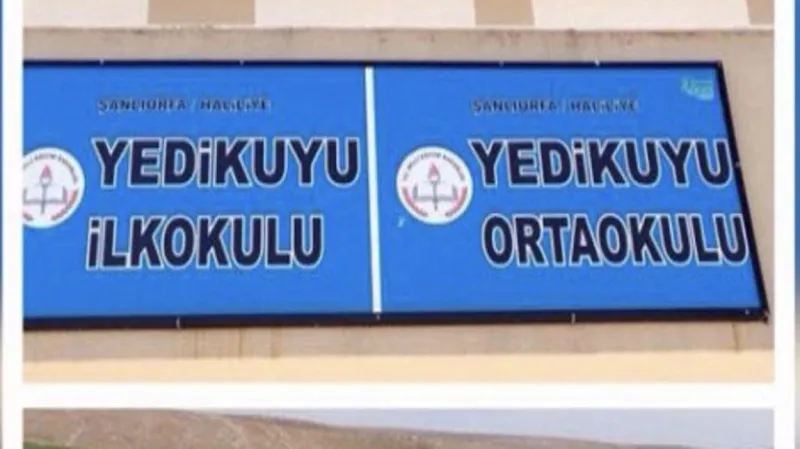 ŞANLIURFA / HALİLİYE
YEDİKUYU
İLKOKULU
ŞANLIURFA / HALİLİYE
YEDİKUYU
ORTAOKULU